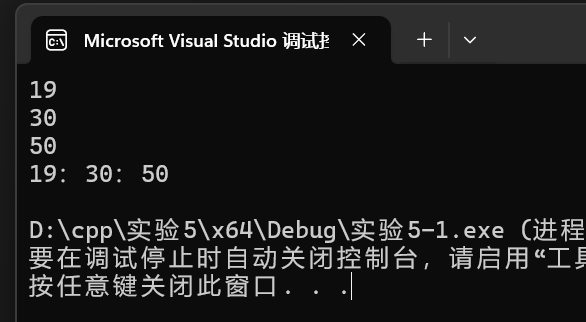 Microsoft Visual Studio 调试
19
30
50
19：30：50
D:\cpp\实验5\x64\Debug\实验5-1.exe（进程
要在调试停止时自动关闭控制台，请启用“工具
按任意键关闭此窗口. . .